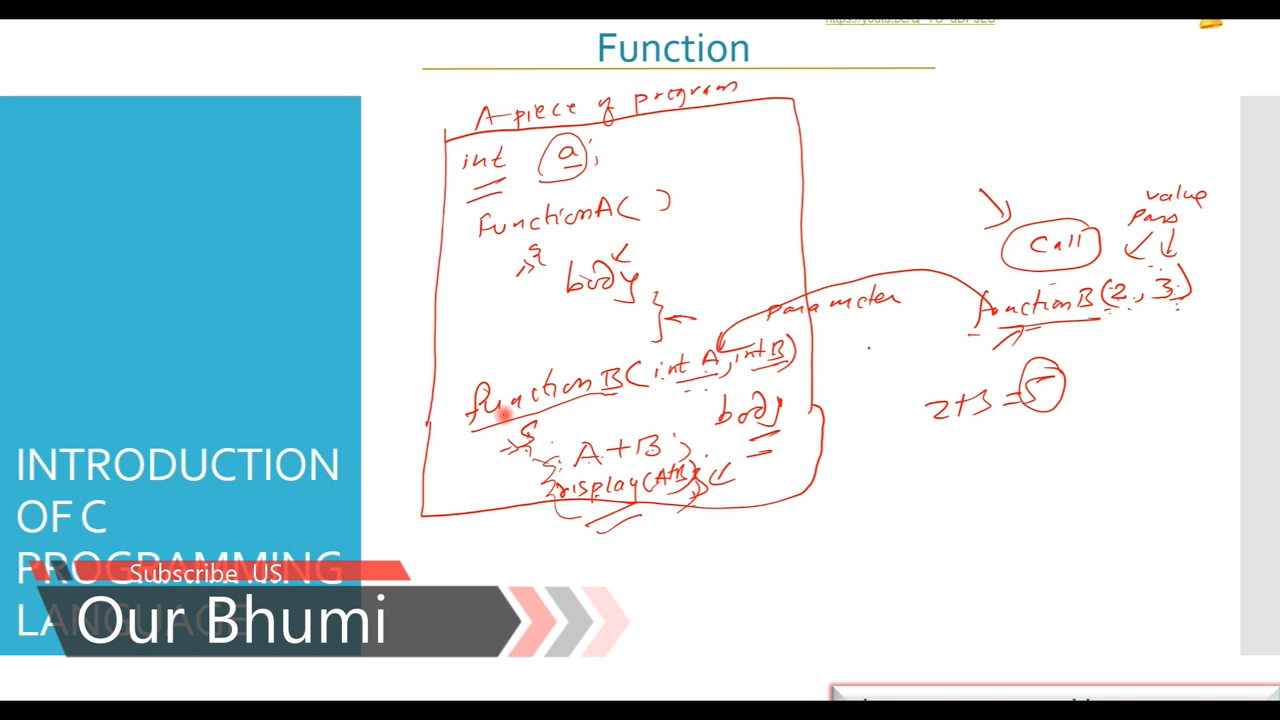 Function
A piece of program
int a;
FunctionA( )
{
body
}
value
pass
Call
functionB(2, 3)
parameter
functionB(int A, int B)
body
2+3 = 5
{
A+B;
display(A+B);
INTRODUCTION
OF C
PROGRAMMING
LANGUAGE
Subscribe US
Our Bhumi